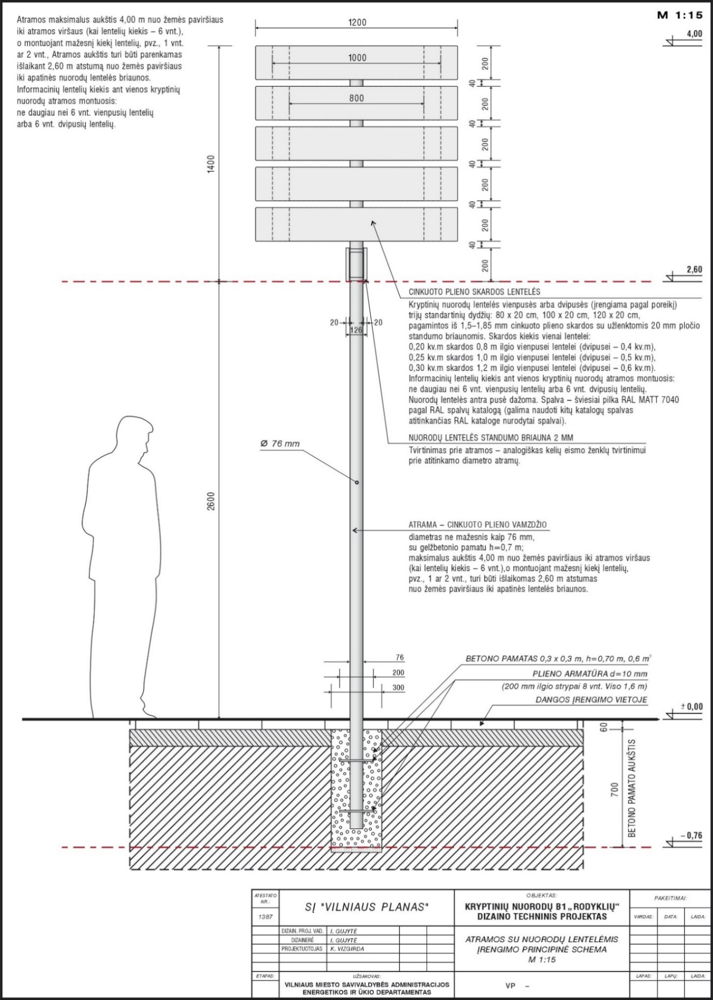 Atramos maksimalus aukštis 4,00 m nuo žemės paviršiaus
iki atramos viršaus (kai lentelių kiekis – 6 vnt.),
o montuojant mažesnį kiekį lentelių, pvz., 1 vnt.
ar 2 vnt., Atramos aukštis turi būti parenkamas
išlaikant 2,60 m atstumą nuo žemės paviršiaus
iki apatinės nuorodų lentelės briaunos.
Informacinių lentelių kiekis ant vienos kryptinių
nuorodų atramos montuosis:
ne daugiau nei 6 vnt. vienpusių lentelių
arba 6 vnt. dvipusių lentelių.
M 1:15
1200
4,00
1000
200
40
800
200
40
200
1400
40
200
40
200
40
200
2,60
CINKUOTO PLIENO SKARDOS LENTELĖS
Kryptinių nuorodų lentelės vienpusės arba dvipusės (įrengiama pagal poreikį)
trijų standartinių dydžių: 80 x 20 cm, 100 x 20 cm, 120 x 20 cm,
pagamintos iš 1,5–1,85 mm cinkuoto plieno skardos su užlenktomis 20 mm pločio
standumo briaunomis. Skardos kiekis vienai lentelei:
0,20 kv.m skardos 0,8 m ilgio vienpusei lentelei (dvipusei – 0,4 kv.m),
0,25 kv.m skardos 1,0 m ilgio vienpusei lentelei (dvipusei – 0,5 kv.m),
0,30 kv.m skardos 1,2 m ilgio vienpusei lentelei (dvipusei – 0,6 kv.m).
Informacinių lentelių kiekis ant vienos kryptinių nuorodų atramos montuosis:
ne daugiau nei 6 vnt. vienpusių lentelių arba 6 vnt. dvipusių lentelių.
Nuorodų lentelės antra pusė dažoma. Spalva – šviesiai pilka RAL MATT 7040
pagal RAL spalvų katalogą (galima naudoti kitų katalogų spalvas
atitinkančias RAL kataloge nurodytai spalvai).
20 20
126
NUORODŲ LENTELĖS STANDUMO BRIAUNA 2 MM
Tvirtinimas prie atramos – analogiškas kelių eismo ženklų tvirtinimui
prie atitinkamo diametro atramų.
Ø 76 mm
2600
ATRAMA – CINKUOTO PLIENO VAMZDŽIO
diametras ne mažesnis kaip 76 mm,
su gelžbetonio pamatu h=0,7 m;
maksimalus aukštis 4,00 m nuo žemės paviršiaus iki atramos viršaus
(kai lentelių kiekis – 6 vnt.),o montuojant mažesnį kiekį lentelių,
pvz., 1 ar 2 vnt., turi būti išlaikomas 2,60 m atstumas
nuo žemės paviršiaus iki apatinės lentelės briaunos.
76
200
300
BETONO PAMATAS 0,3 x 0,3 m, h=0,70 m, 0,6 m³
PLIENO ARMATŪRA d=10 mm
(200 mm ilgio strypai 8 vnt. Viso 1,6 m)
DANGOS ĮRENGIMO VIETOJE
±0,00
60
700
BETONO PAMATO AUKŠTIS
–0,76
ATESTATO
NR.:
1387
SĮ "VILNIAUS PLANAS"
OBJEKTAS:
KRYPTINIŲ NUORODŲ B1 „RODYKLIŲ“
DIZAINO TECHNINIS PROJEKTAS
PAKEITIMAI:
VARDAS: DATA: LAIDA:
DIZAIN. PROJ. VAD. I. GUJYTĖ
DIZAINERĖ I. GUJYTĖ
PROJEKTUOTOJAS K. VIZGIRDA
ATRAMOS SU NUORODŲ LENTELĖMIS
ĮRENGIMO PRINCIPINĖ SCHEMA
M 1:15
ETAPAS:
UŽSAKOVAS:
VILNIAUS MIESTO SAVIVALDYBĖS ADMINISTRACIJOS
ENERGETIKOS IR ŪKIO DEPARTAMENTAS
VP –
LAPAS: LAPŲ: LAIDA: